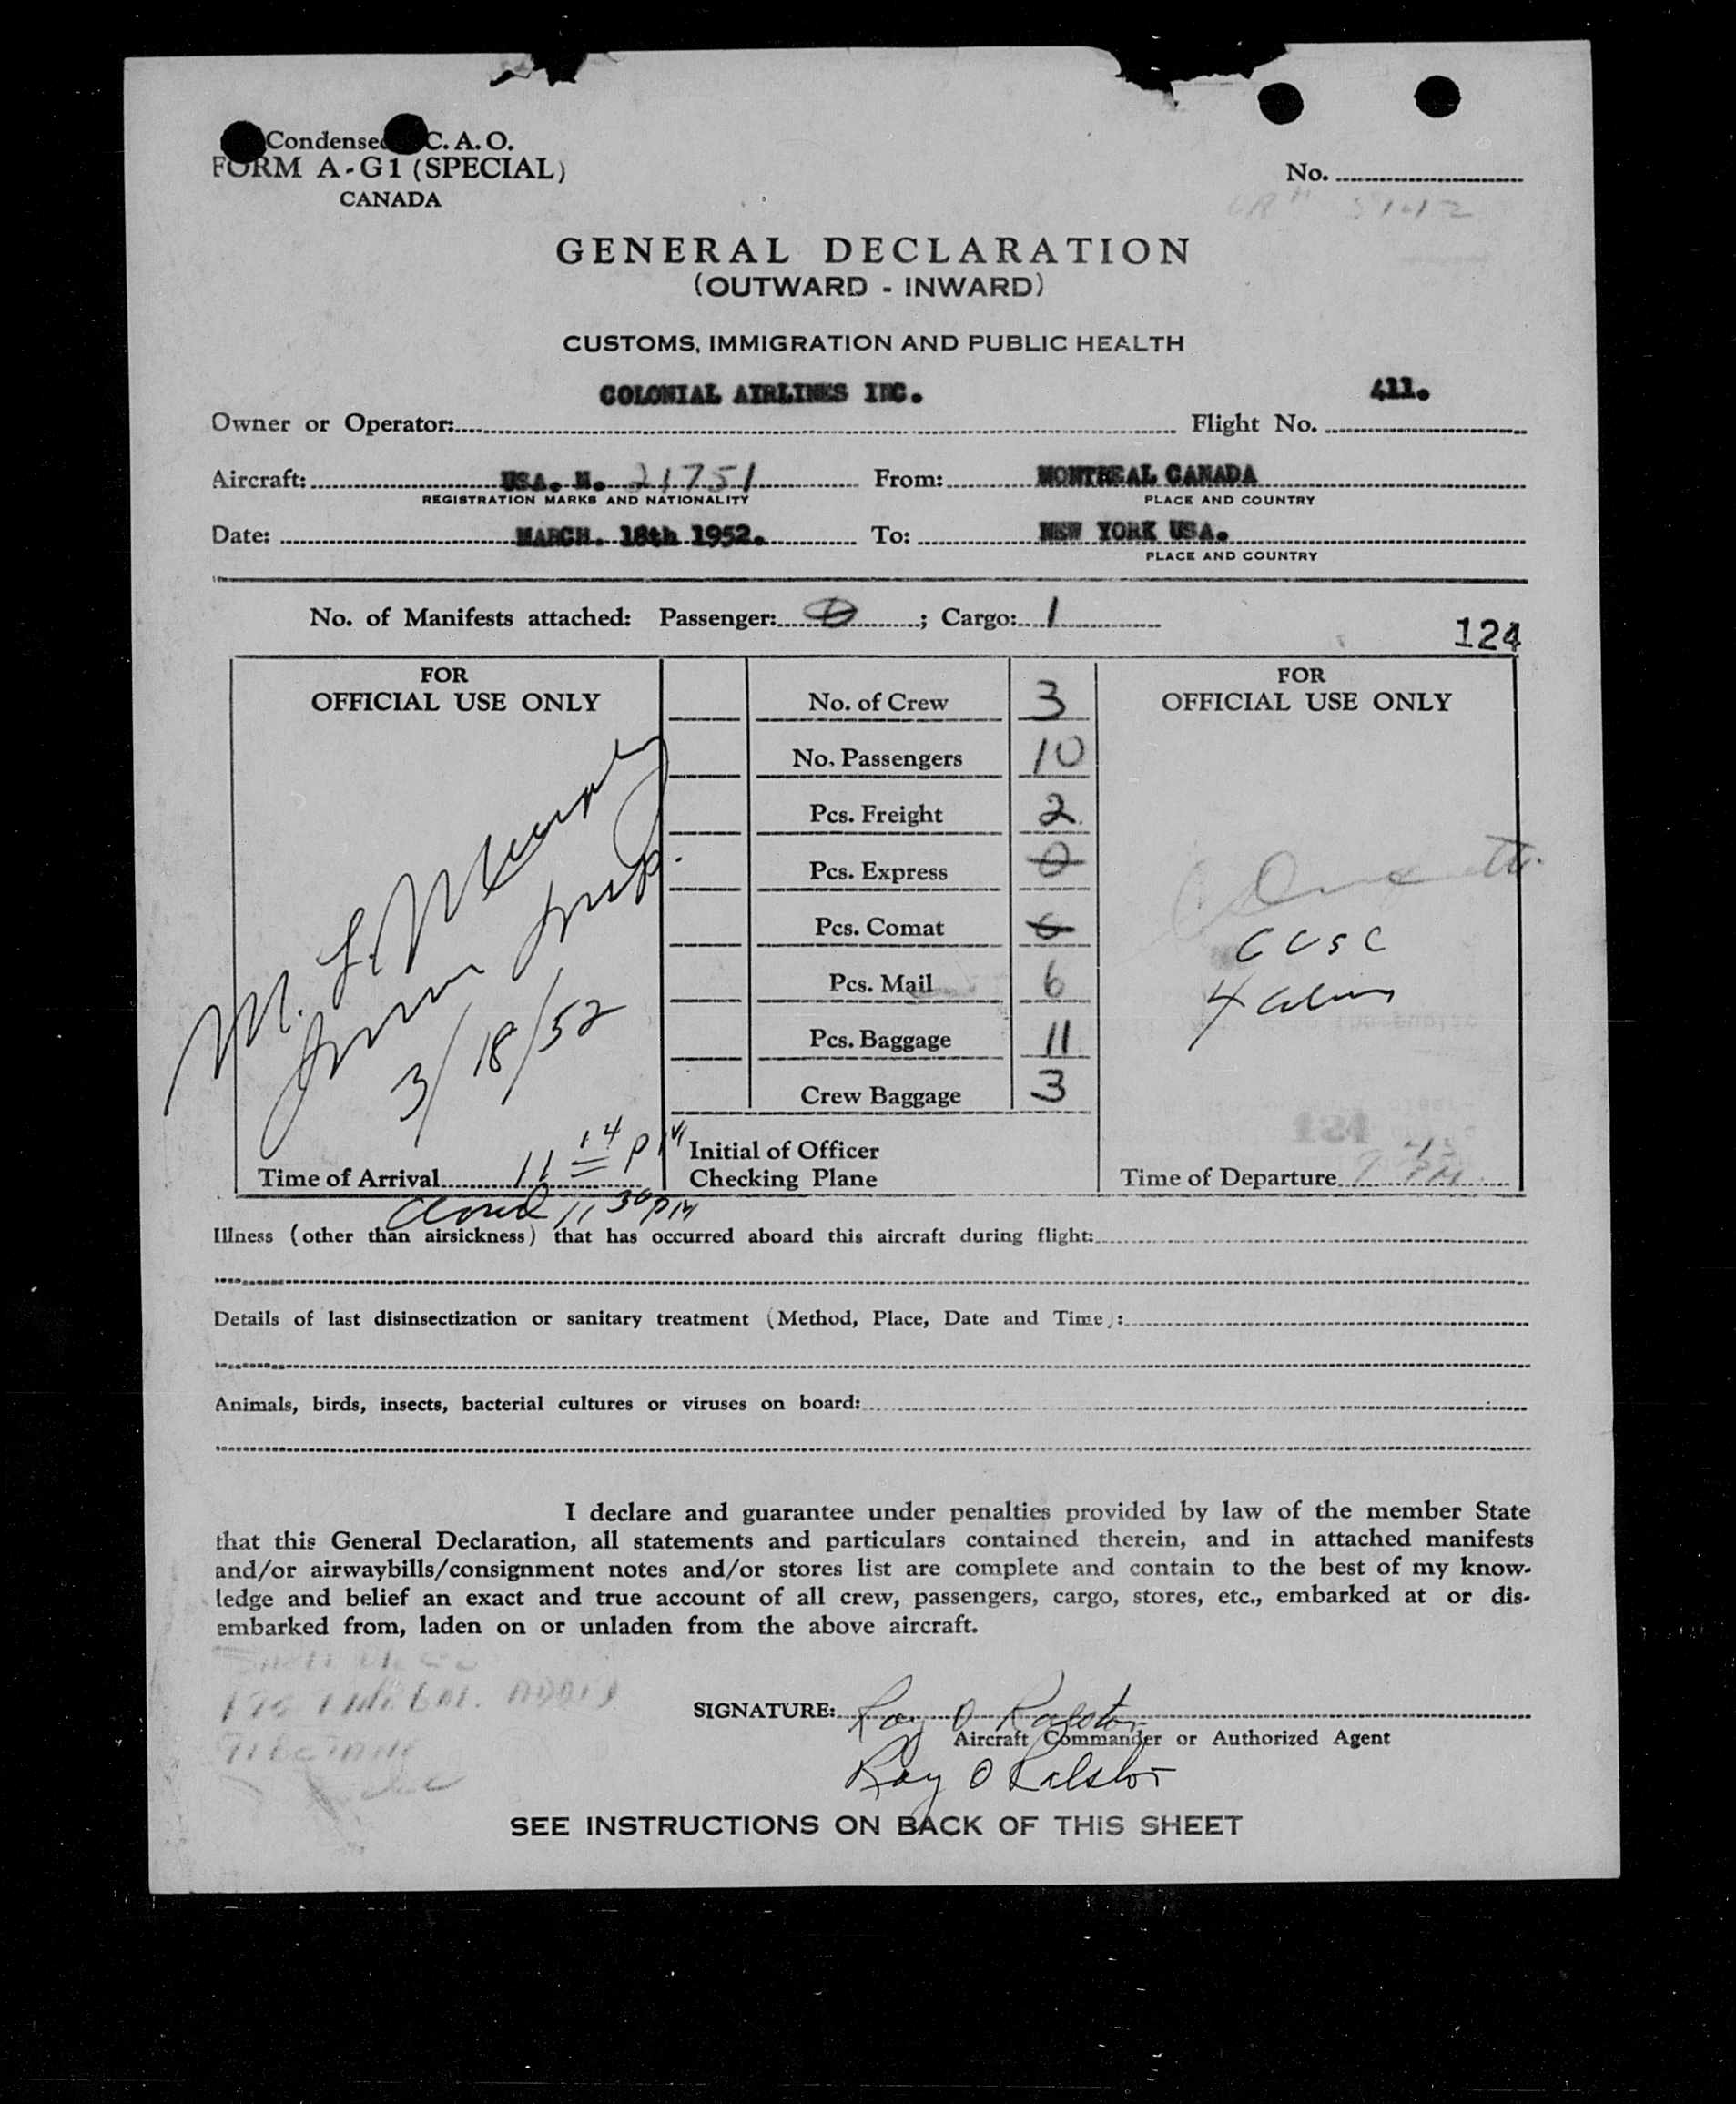 Condensed C. A. O.
FORM A-G1 (SPECIAL)
CANADA
No.
GENERAL DECLARATION
(OUTWARD - INWARD)
CUSTOMS, IMMIGRATION AND PUBLIC HEALTH
Owner or Operator: COLONIAL AIRLINES INC. Flight No. 411.
Aircraft: USA. N. 21751 From: MONTREAL CANADA
REGISTRATION MARKS AND NATIONALITY PLACE AND COUNTRY
Date: MARCH. 18th 1952. To: NEW YORK USA.
PLACE AND COUNTRY
No. of Manifests attached: Passenger: 0; Cargo: 1
124
FOR
OFFICIAL USE ONLY
M. L.
3/18/52
Time of Arrival 11 14 PM
Closed 11 30 PM
No. of Crew 3
No. Passengers 10
Pcs. Freight 2
Pcs. Express 0
Pcs. Comat
Pcs. Mail 6
Pcs. Baggage 11
Crew Baggage 3
Initial of Officer
Checking Plane
FOR
OFFICIAL USE ONLY
Time of Departure
Illness (other than airsickness) that has occurred aboard this aircraft during flight:
Details of last disinsectization or sanitary treatment (Method, Place, Date and Time):
Animals, birds, insects, bacterial cultures or viruses on board:
I declare and guarantee under penalties provided by law of the member State
that this General Declaration, all statements and particulars contained therein, and in attached manifests
and/or airwaybills/consignment notes and/or stores list are complete and contain to the best of my know-
ledge and belief an exact and true account of all crew, passengers, cargo, stores, etc., embarked at or dis-
embarked from, laden on or unladen from the above aircraft.
SIGNATURE: Roy O Ralston
Aircraft Commander or Authorized Agent
Roy O Ralston
SEE INSTRUCTIONS ON BACK OF THIS SHEET